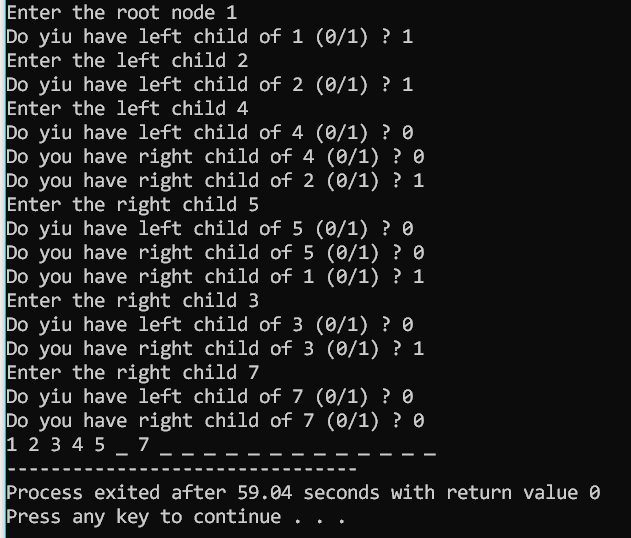 Enter the root node 1
Do yiu have left child of 1 (0/1) ? 1
Enter the left child 2
Do yiu have left child of 2 (0/1) ? 1
Enter the left child 4
Do yiu have left child of 4 (0/1) ? 0
Do you have right child of 4 (0/1) ? 0
Do you have right child of 2 (0/1) ? 1
Enter the right child 5
Do yiu have left child of 5 (0/1) ? 0
Do you have right child of 5 (0/1) ? 0
Do you have right child of 1 (0/1) ? 1
Enter the right child 3
Do yiu have left child of 3 (0/1) ? 0
Do you have right child of 3 (0/1) ? 1
Enter the right child 7
Do yiu have left child of 7 (0/1) ? 0
Do you have right child of 7 (0/1) ? 0
1 2 3 4 5 _ 7 _ _ _ _ _ _ _ _ _ _ _ _ _
--------------------------------
Process exited after 59.04 seconds with return value 0
Press any key to continue . . .